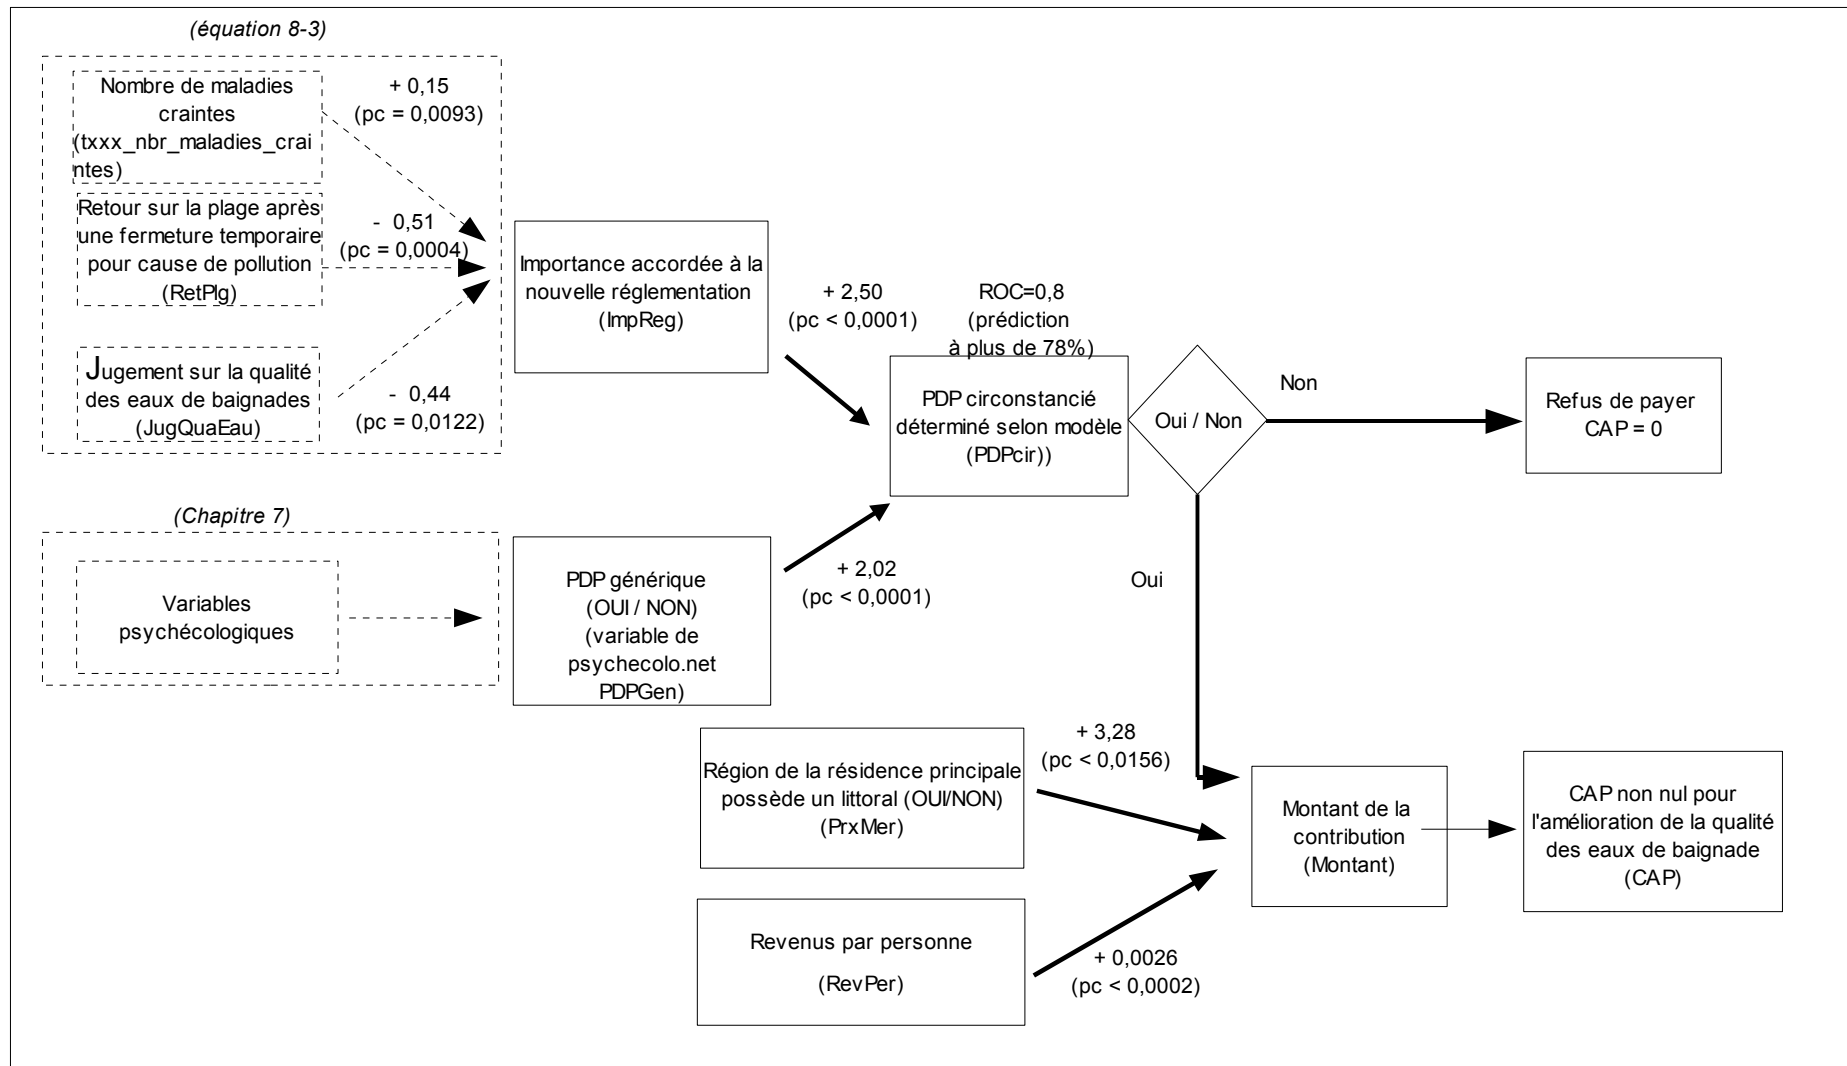 (équation 8-3)
Nombre de maladies
craintes
(txxx_nbr_maladies_crai
ntes)
+ 0,15
(pc = 0,0093)
Retour sur la plage après
une fermeture temporaire
pour cause de pollution
(RetPlg)
- 0,51
(pc = 0,0004)
Jugement sur la qualité
des eaux de baignades
(JugQuaEau)
- 0,44
(pc = 0,0122)
Importance accordée à la
nouvelle réglementation
(ImpReg)
+ 2,50
(pc < 0,0001)
ROC=0,8
(prédiction
à plus de 78%)
PDP circonstancié
déterminé selon modèle
(PDPcir))
Oui / Non
Non
Refus de payer
CAP = 0
(Chapitre 7)
Variables
psychécologiques
PDP générique
(OUI / NON)
(variable de
psychecolo.net
PDPGen)
+ 2,02
(pc < 0,0001)
Oui
Région de la résidence principale
possède un littoral (OUI/NON)
(PrxMer)
+ 3,28
(pc < 0,0156)
Montant de la
contribution
(Montant)
CAP non nul pour
l'amélioration de la qualité
des eaux de baignade
(CAP)
Revenus par personne
(RevPer)
+ 0,0026
(pc < 0,0002)